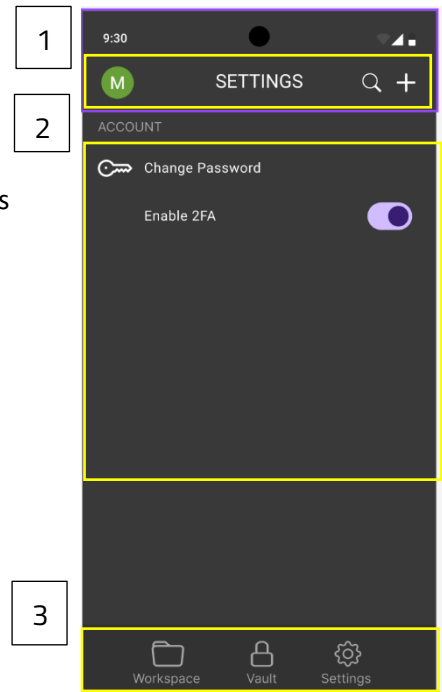 1
9:30
M SETTINGS
2
ACCOUNT
Change Password
s
Enable 2FA
3
Workspace Vault Settings